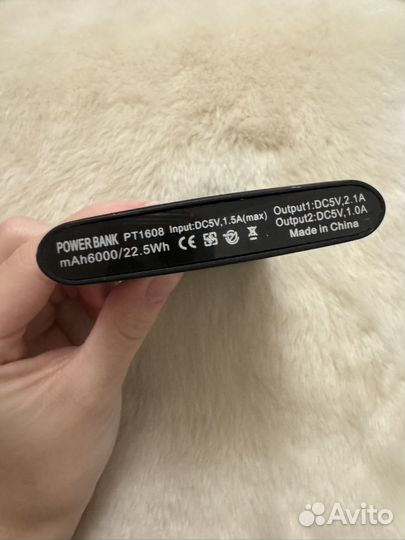 POWER BANK PT1608 Input:DC5V,1.5A(max)
mAh6000/22.5Wh CE
Output1:DC5V,2.1A
Output2:DC5V,1.0A
Made in China
Avito